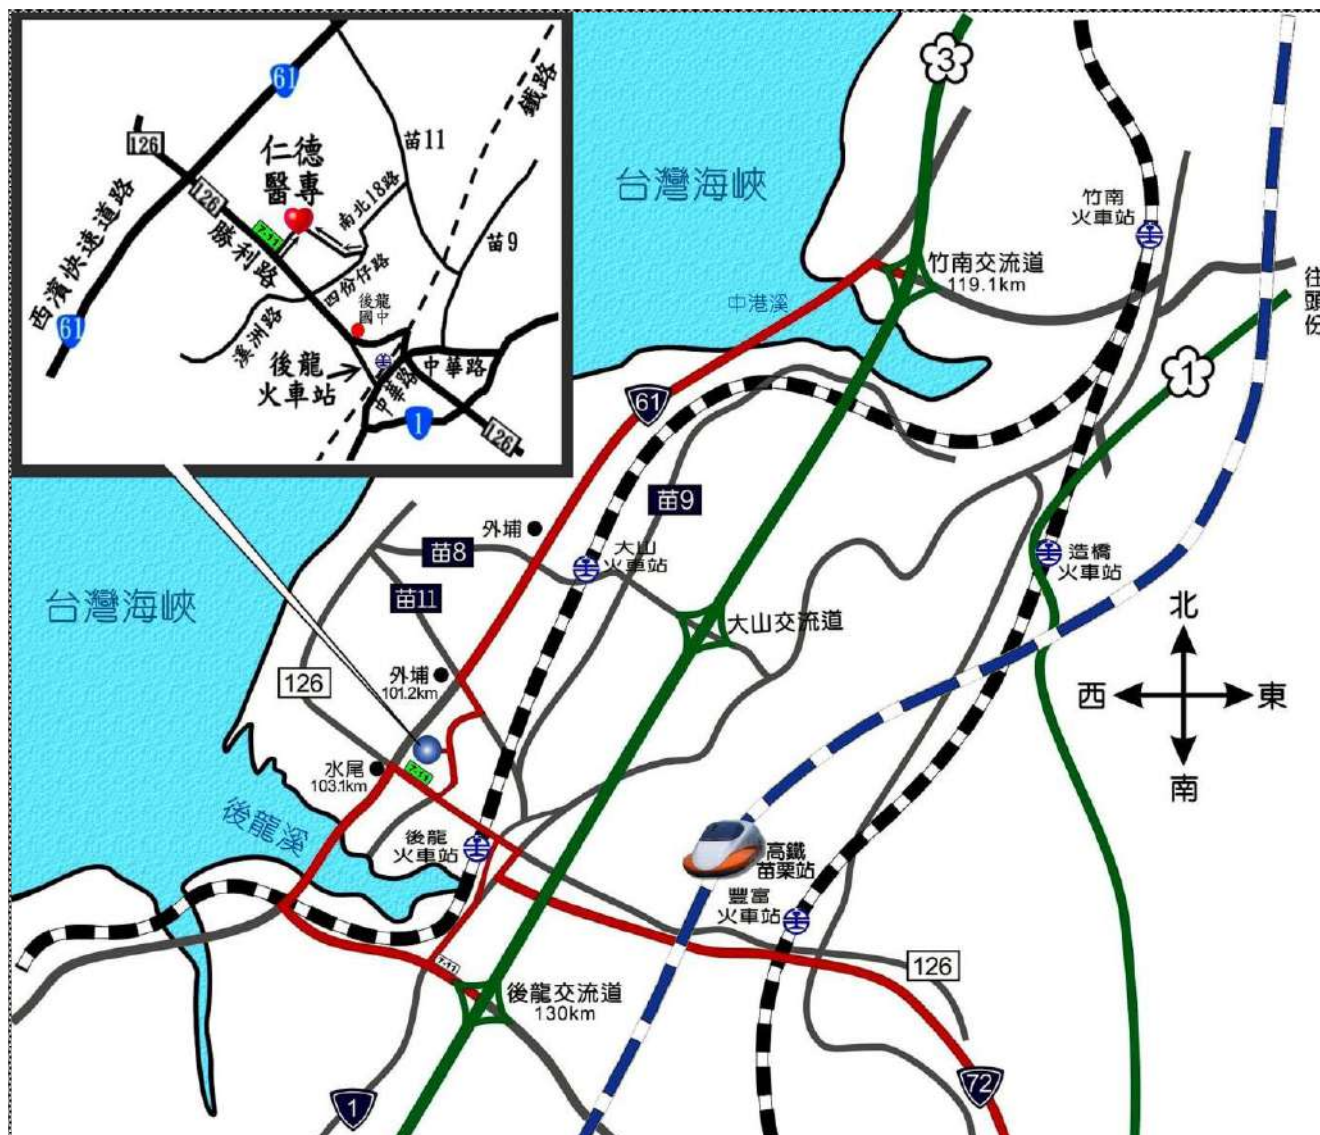 61
鐵路
苗11
126
仁德
醫專
南北18路
126
7-11
勝利路
苗9
西濱快速道路
四份仔路
後龍
國中
溪洲路
61
後龍
火車站
中華路
中華路
1
126
3
台灣海峽
竹南
火車站
竹南交流道
119.1km
往頭份
中港溪
1
61
苗9
外埔
苗8
大山
火車站
造橋
火車站
苗11
台灣海峽
大山交流道
北
西
東
南
外埔
101.2km
126
水尾
103.1km
7-11
後龍溪
後龍
火車站
高鐵
苗栗站
豐富
火車站
126
7-11
後龍交流道
130km
72
1